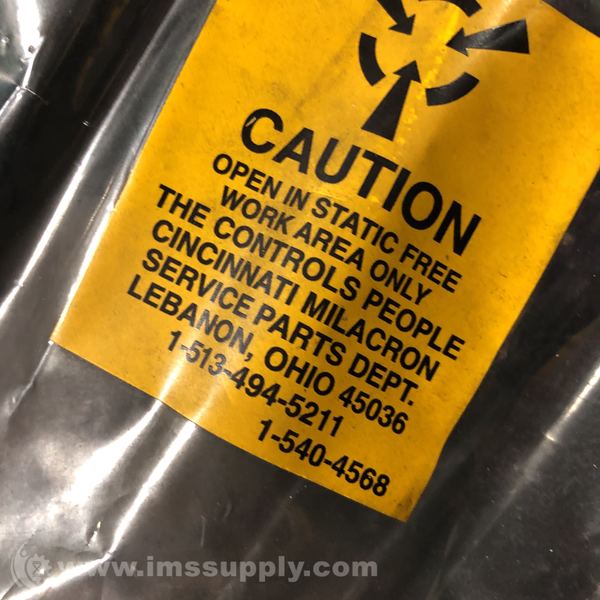 CAUTION
OPEN IN STATIC FREE
WORK AREA ONLY
THE CONTROLS PEOPLE
CINCINNATI MILACRON
SERVICE PARTS DEPT.
LEBANON, OHIO 45036
1-513-494-5211
1-540-4568
www.imssupply.com